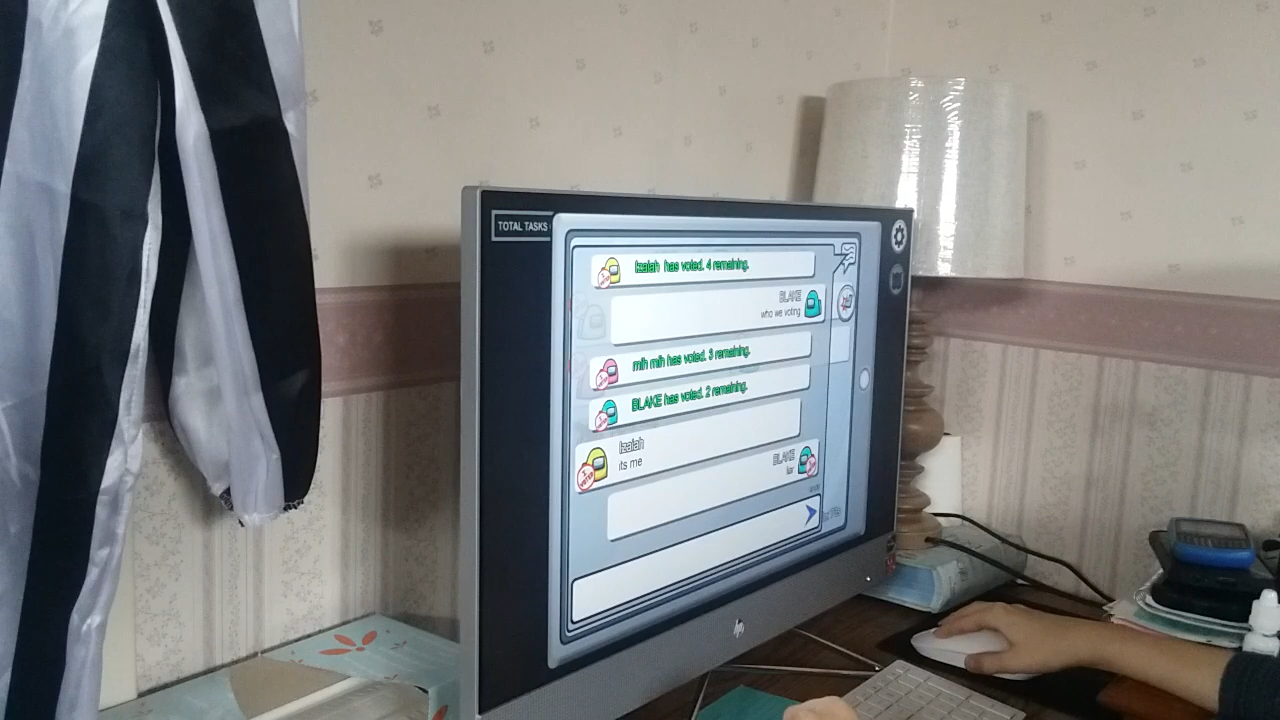 TOTAL TASKS
Izaiah has voted. 4 remaining.
BLAKE
who we voting
mih mih has voted. 3 remaining.
BLAKE has voted. 2 remaining.
Izaiah
its me
BLAKE
liar
hp